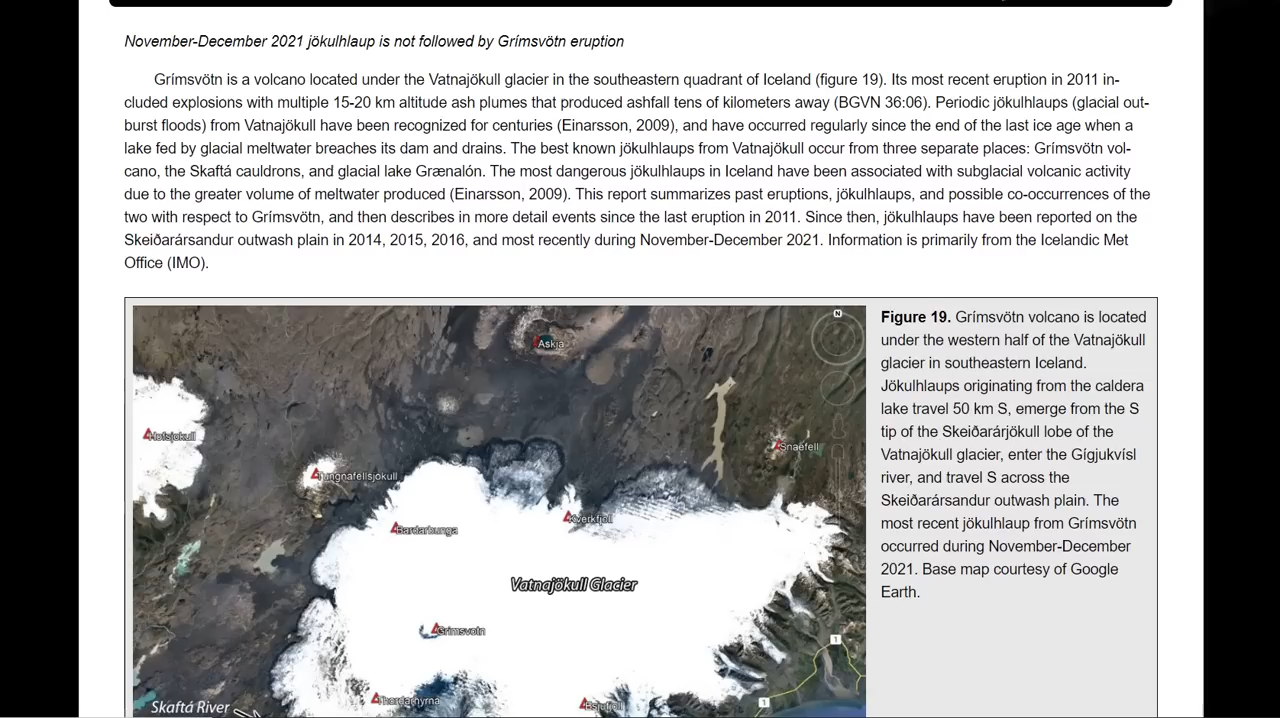 November-December 2021 jökulhlaup is not followed by Grímsvötn eruption
Grímsvötn is a volcano located under the Vatnajökull glacier in the southeastern quadrant of Iceland (figure 19). Its most recent eruption in 2011 in-
cluded explosions with multiple 15-20 km altitude ash plumes that produced ashfall tens of kilometers away (BGVN 36:06). Periodic jökulhlaups (glacial out-
burst floods) from Vatnajökull have been recognized for centuries (Einarsson, 2009), and have occurred regularly since the end of the last ice age when a
lake fed by glacial meltwater breaches its dam and drains. The best known jökulhlaups from Vatnajökull occur from three separate places: Grímsvötn vol-
cano, the Skaftá cauldrons, and glacial lake Grænalón. The most dangerous jökulhlaups in Iceland have been associated with subglacial volcanic activity
due to the greater volume of meltwater produced (Einarsson, 2009). This report summarizes past eruptions, jökulhlaups, and possible co-occurrences of the
two with respect to Grímsvötn, and then describes in more detail events since the last eruption in 2011. Since then, jökulhlaups have been reported on the
Skeiðarársandur outwash plain in 2014, 2015, 2016, and most recently during November-December 2021. Information is primarily from the Icelandic Met
Office (IMO).
N
Askja
Hofsjokull
Tungnafellsjokull
Snaefell
Bardarbunga
Kverkfjoll
Vatnajökull Glacier
Grimsvotn
1
Thordarhyrna
Esjufjoll
1
Skaftá River
Figure 19. Grímsvötn volcano is located
under the western half of the Vatnajökull
glacier in southeastern Iceland.
Jökulhlaups originating from the caldera
lake travel 50 km S, emerge from the S
tip of the Skeiðarárjökull lobe of the
Vatnajökull glacier, enter the Gígjukvísl
river, and travel S across the
Skeiðarársandur outwash plain. The
most recent jökulhlaup from Grímsvötn
occurred during November-December
2021. Base map courtesy of Google
Earth.